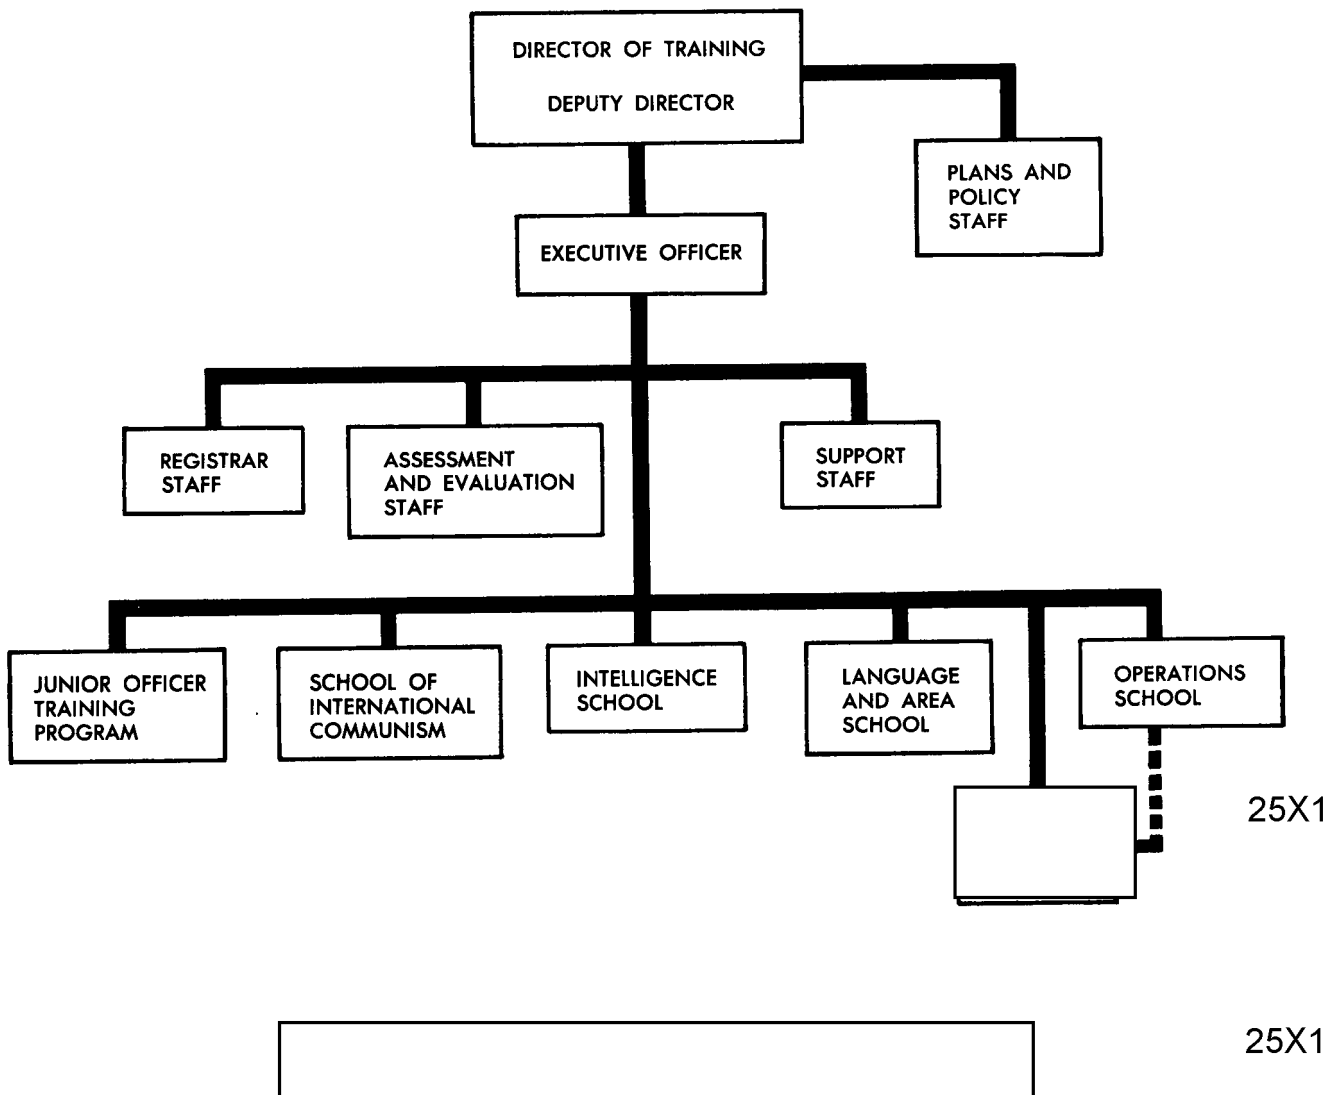 DIRECTOR OF TRAINING
DEPUTY DIRECTOR
PLANS AND
POLICY
STAFF
EXECUTIVE OFFICER
REGISTRAR
STAFF
ASSESSMENT
AND EVALUATION
STAFF
SUPPORT
STAFF
JUNIOR OFFICER
TRAINING
PROGRAM
SCHOOL OF
INTERNATIONAL
COMMUNISM
INTELLIGENCE
SCHOOL
LANGUAGE
AND AREA
SCHOOL
OPERATIONS
SCHOOL
25X1
25X1